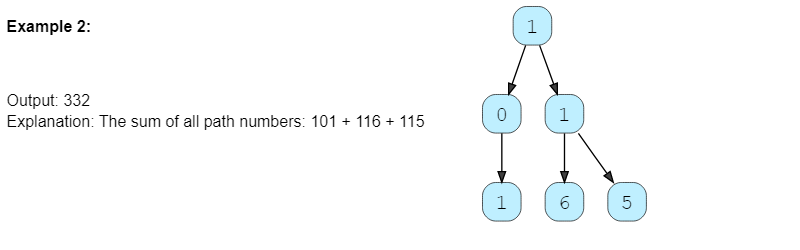 Example 2:
Output: 332
Explanation: The sum of all path numbers: 101 + 116 + 115
1
0 1
1 6 5